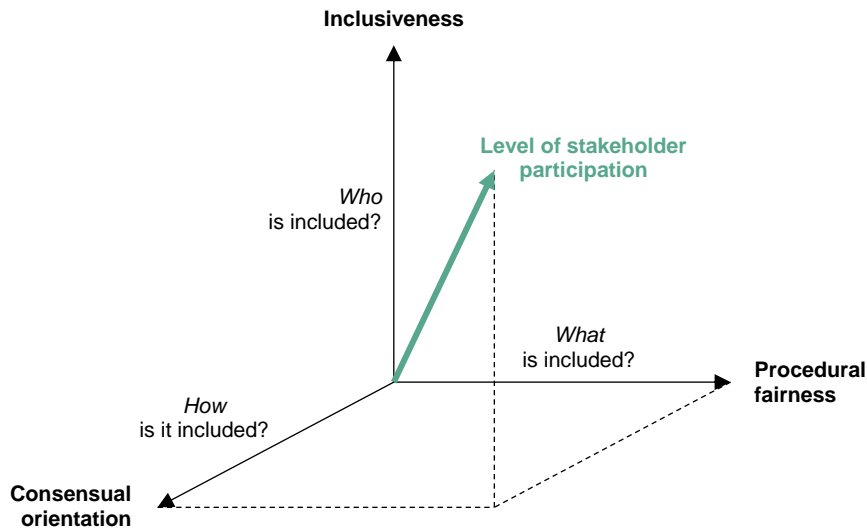 Inclusiveness
Level of stakeholder
participation
Who
is included?
What
is included?
Procedural
fairness
How
is it included?
Consensual
orientation